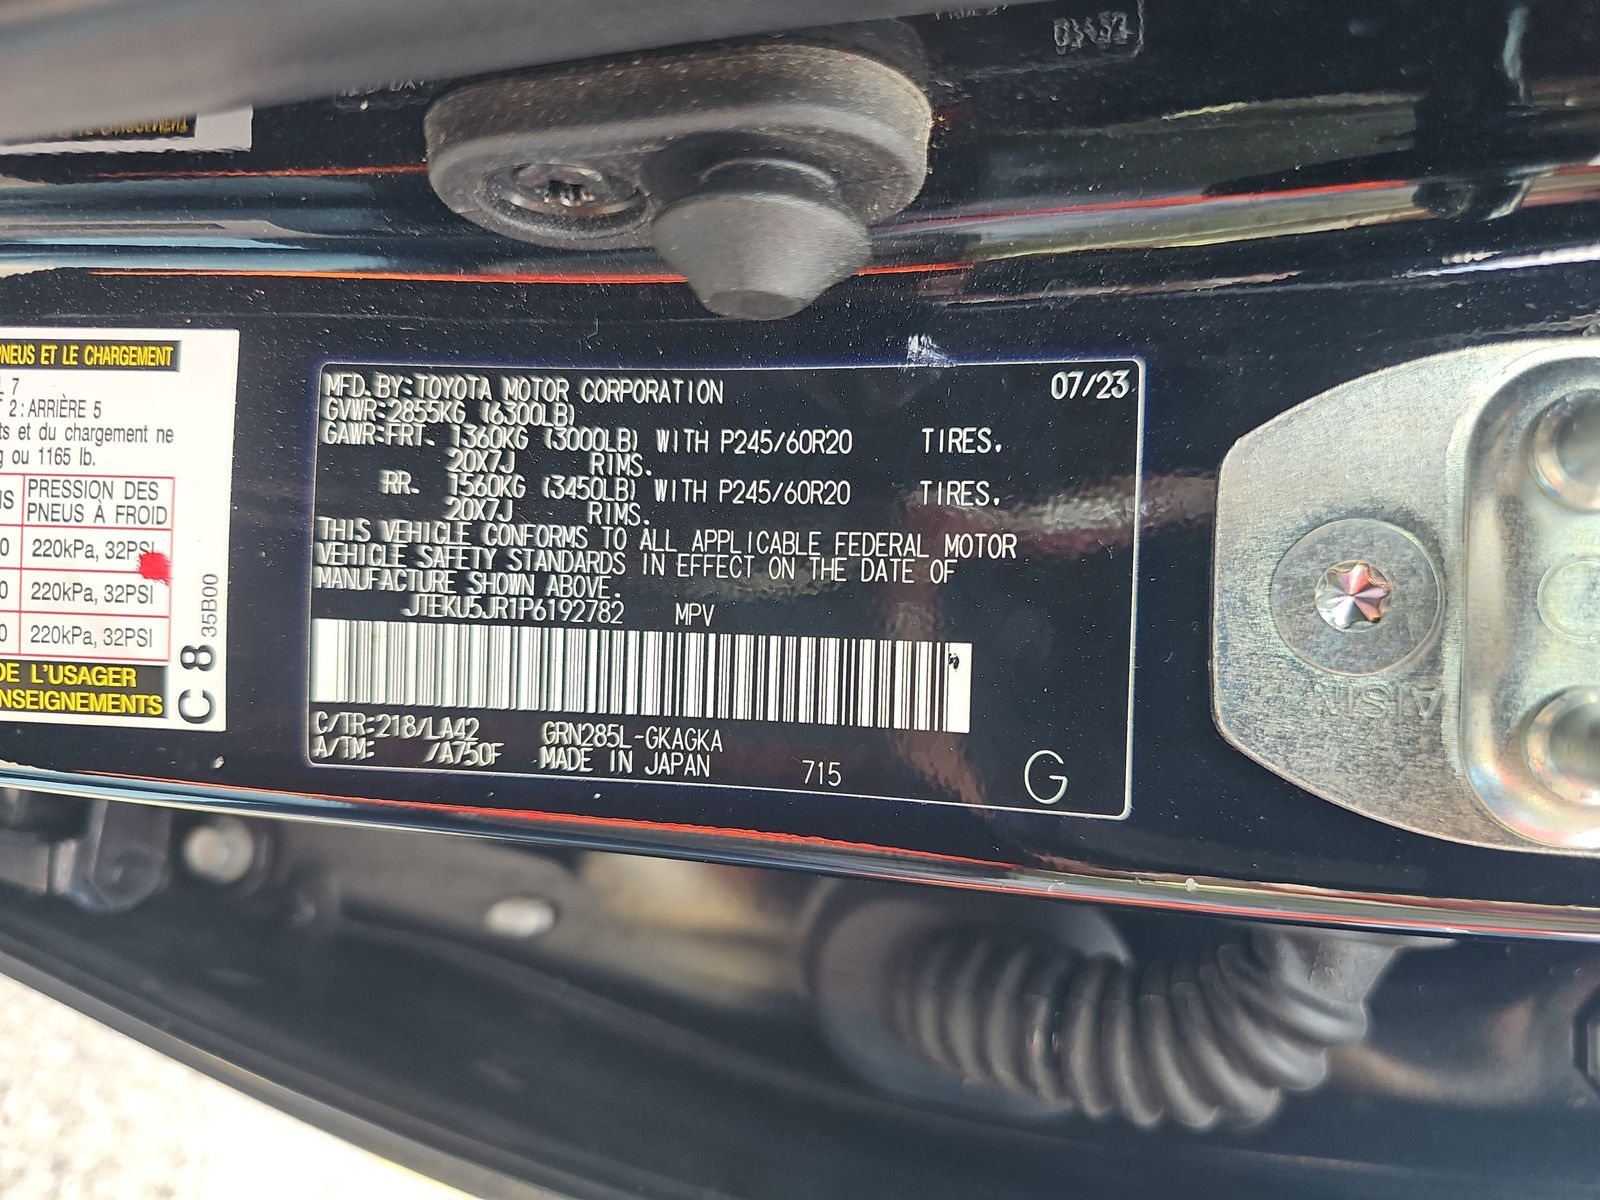 PNEUS ET LE CHARGEMENT
7
2 : ARRIÈRE 5
et du chargement ne
ou 1165 lb.
PRESSION DES
PNEUS À FROID
220kPa, 32PSI
220kPa, 32PSI
220kPa, 32PSI
DE L'USAGER
C8
35B00
MFD. BY: TOYOTA MOTOR CORPORATION 07/23
GVWR: 2855KG (6300LB)
GAWR: FRT. 1360KG (3000LB) WITH P245/60R20 TIRES.
20X7J RIMS.
RR. 1560KG (3450LB) WITH P245/60R20 TIRES.
20X7J RIMS.
THIS VEHICLE CONFORMS TO ALL APPLICABLE FEDERAL MOTOR
VEHICLE SAFETY STANDARDS IN EFFECT ON THE DATE OF
MANUFACTURE SHOWN ABOVE.
JTEKU5JR1P6192782 MPV
C/TR: 218/LA42 GRN285L-GKAGKA
A/TM: /A750F MADE IN JAPAN 715
G
AISIN